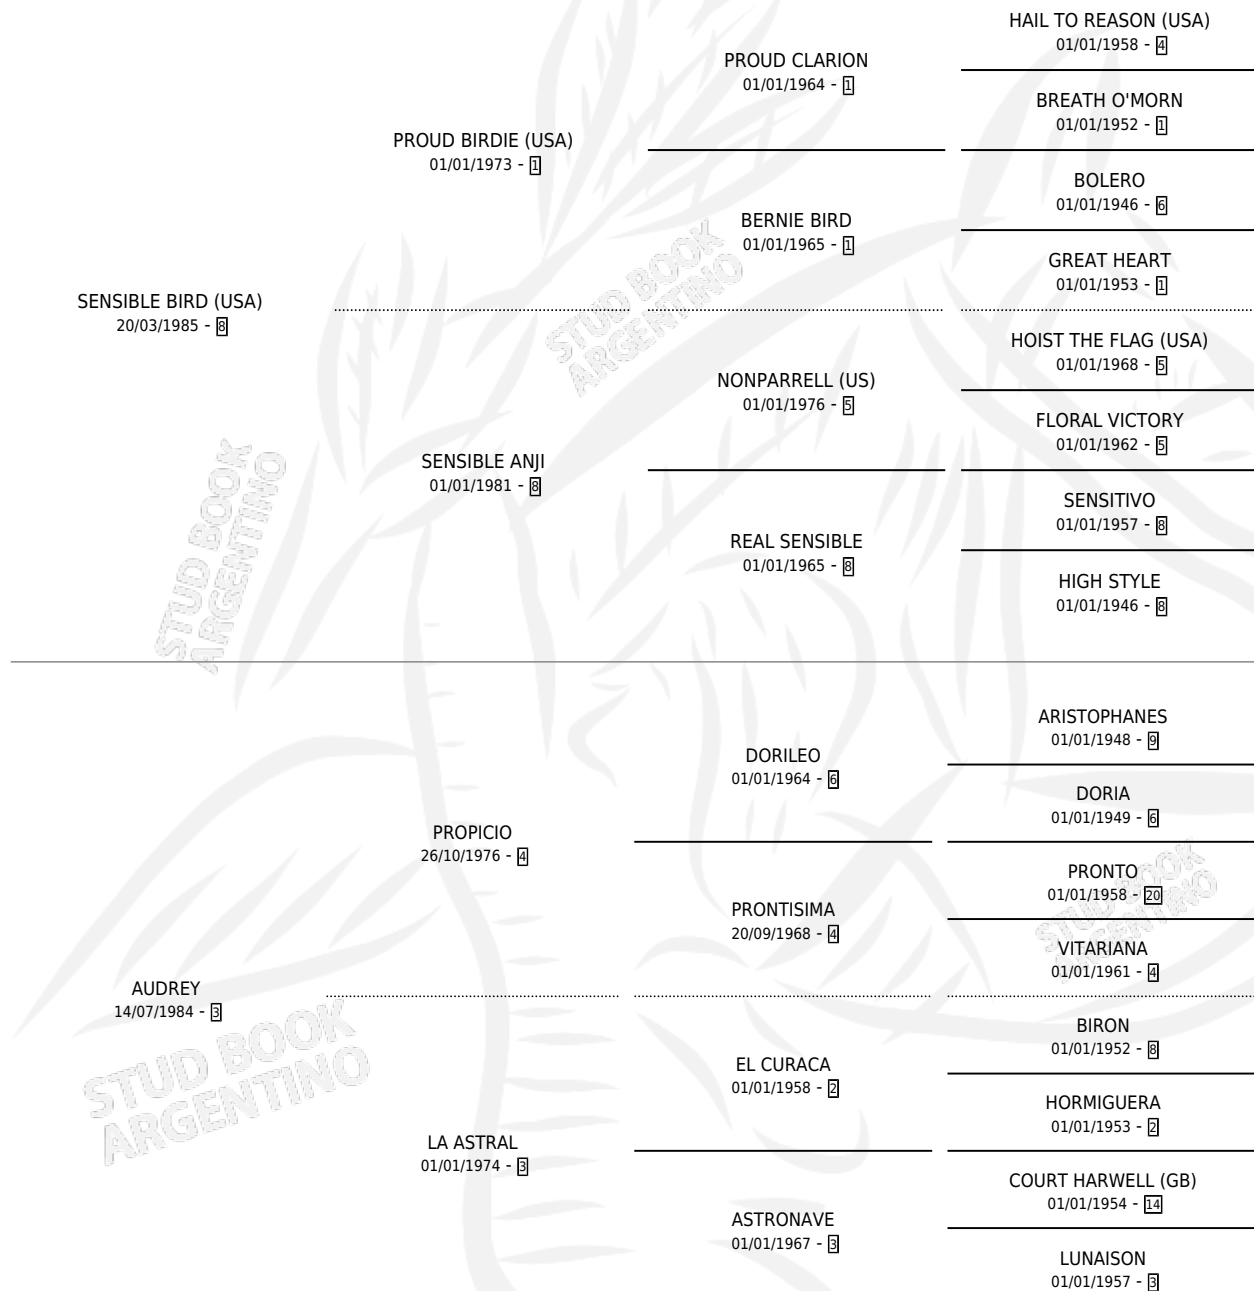 HAIL TO REASON (USA)
01/01/1958 - 4
PROUD CLARION
01/01/1964 - 1
BREATH O'MORN
01/01/1952 - 1
PROUD BIRDIE (USA)
01/01/1973 - 1
BOLERO
01/01/1946 - 6
BERNIE BIRD
01/01/1965 - 1
GREAT HEART
01/01/1953 - 1
SENSIBLE BIRD (USA)
20/03/1985 - 8
HOIST THE FLAG (USA)
01/01/1968 - 5
NONPARRELL (US)
01/01/1976 - 5
FLORAL VICTORY
01/01/1962 - 5
SENSIBLE ANJI
01/01/1981 - 8
SENSITIVO
01/01/1957 - 8
REAL SENSIBLE
01/01/1965 - 8
HIGH STYLE
01/01/1946 - 8
ARISTOPHANES
01/01/1948 - 9
DORILEO
01/01/1964 - 6
DORIA
01/01/1949 - 6
PROPICIO
26/10/1976 - 4
PRONTO
01/01/1958 - 20
PRONTISIMA
20/09/1968 - 4
VITARIANA
01/01/1961 - 4
AUDREY
14/07/1984 - 3
BIRON
01/01/1952 - 8
EL CURACA
01/01/1958 - 2
HORMIGUERA
01/01/1953 - 2
LA ASTRAL
01/01/1974 - 3
COURT HARWELL (GB)
01/01/1954 - 14
ASTRONAVE
01/01/1967 - 3
LUNAISON
01/01/1957 - 3
STUD BOOK
ARGENTINO
STUD BOOK
ARGENTINO
STUD BOOK
ARGENTINO
STUD BOOK
ARGENTINO